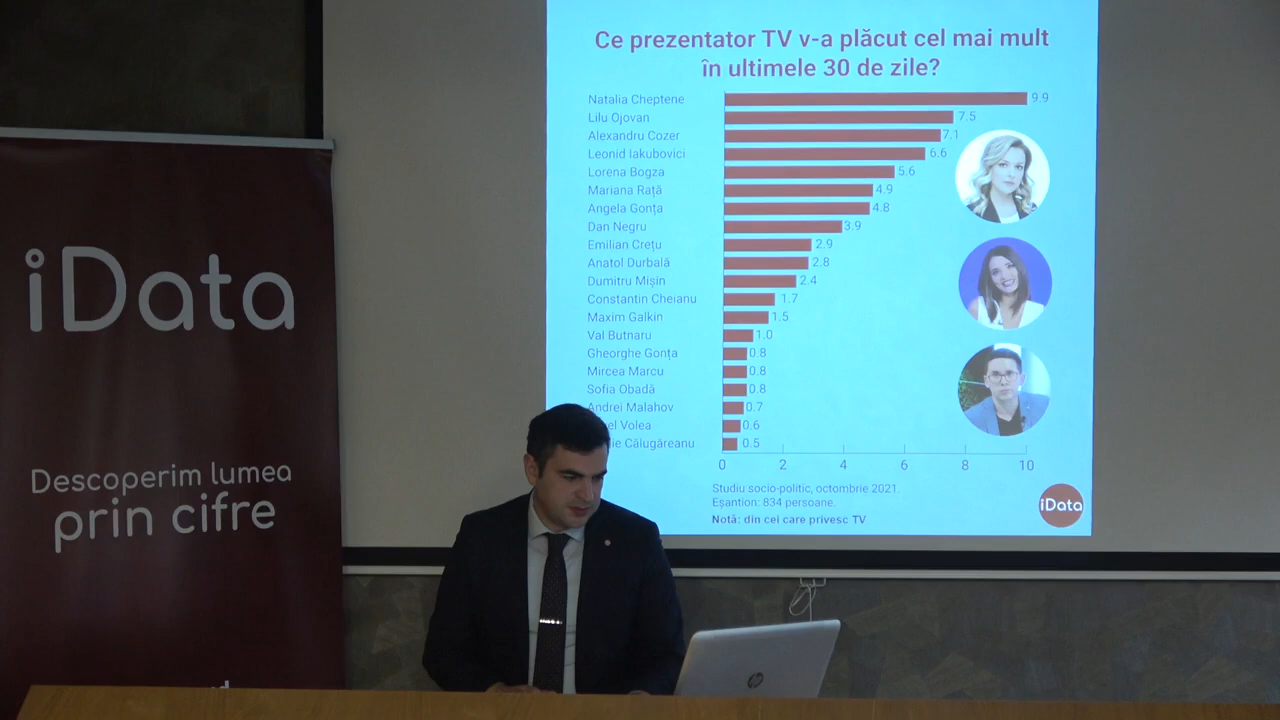 iData
Descoperim lumea
prin cifre
Ce prezentator TV v-a plăcut cel mai mult
în ultimele 30 de zile?
Natalia Cheptene 9.9
Lilu Ojovan 7.5
Alexandru Cozer 7.1
Leonid Iakubovici 6.6
Lorena Bogza 5.6
Mariana Rață 4.9
Angela Gonța 4.8
Dan Negru 3.9
Emilian Crețu 2.9
Anatol Durbală 2.8
Dumitru Mișin 2.4
Constantin Cheianu 1.7
Maxim Galkin 1.5
Val Butnaru 1.0
Gheorghe Gonța 0.8
Mircea Marcu 0.8
Sofia Obadă 0.8
Andrei Malahov 0.7
Volea 0.6
Călugăreanu 0.5
0 2 4 6 8 10
Studiu socio-politic, octombrie 2021.
Eșantion: 834 persoane.
Notă: din cei care privesc TV
iData
hp